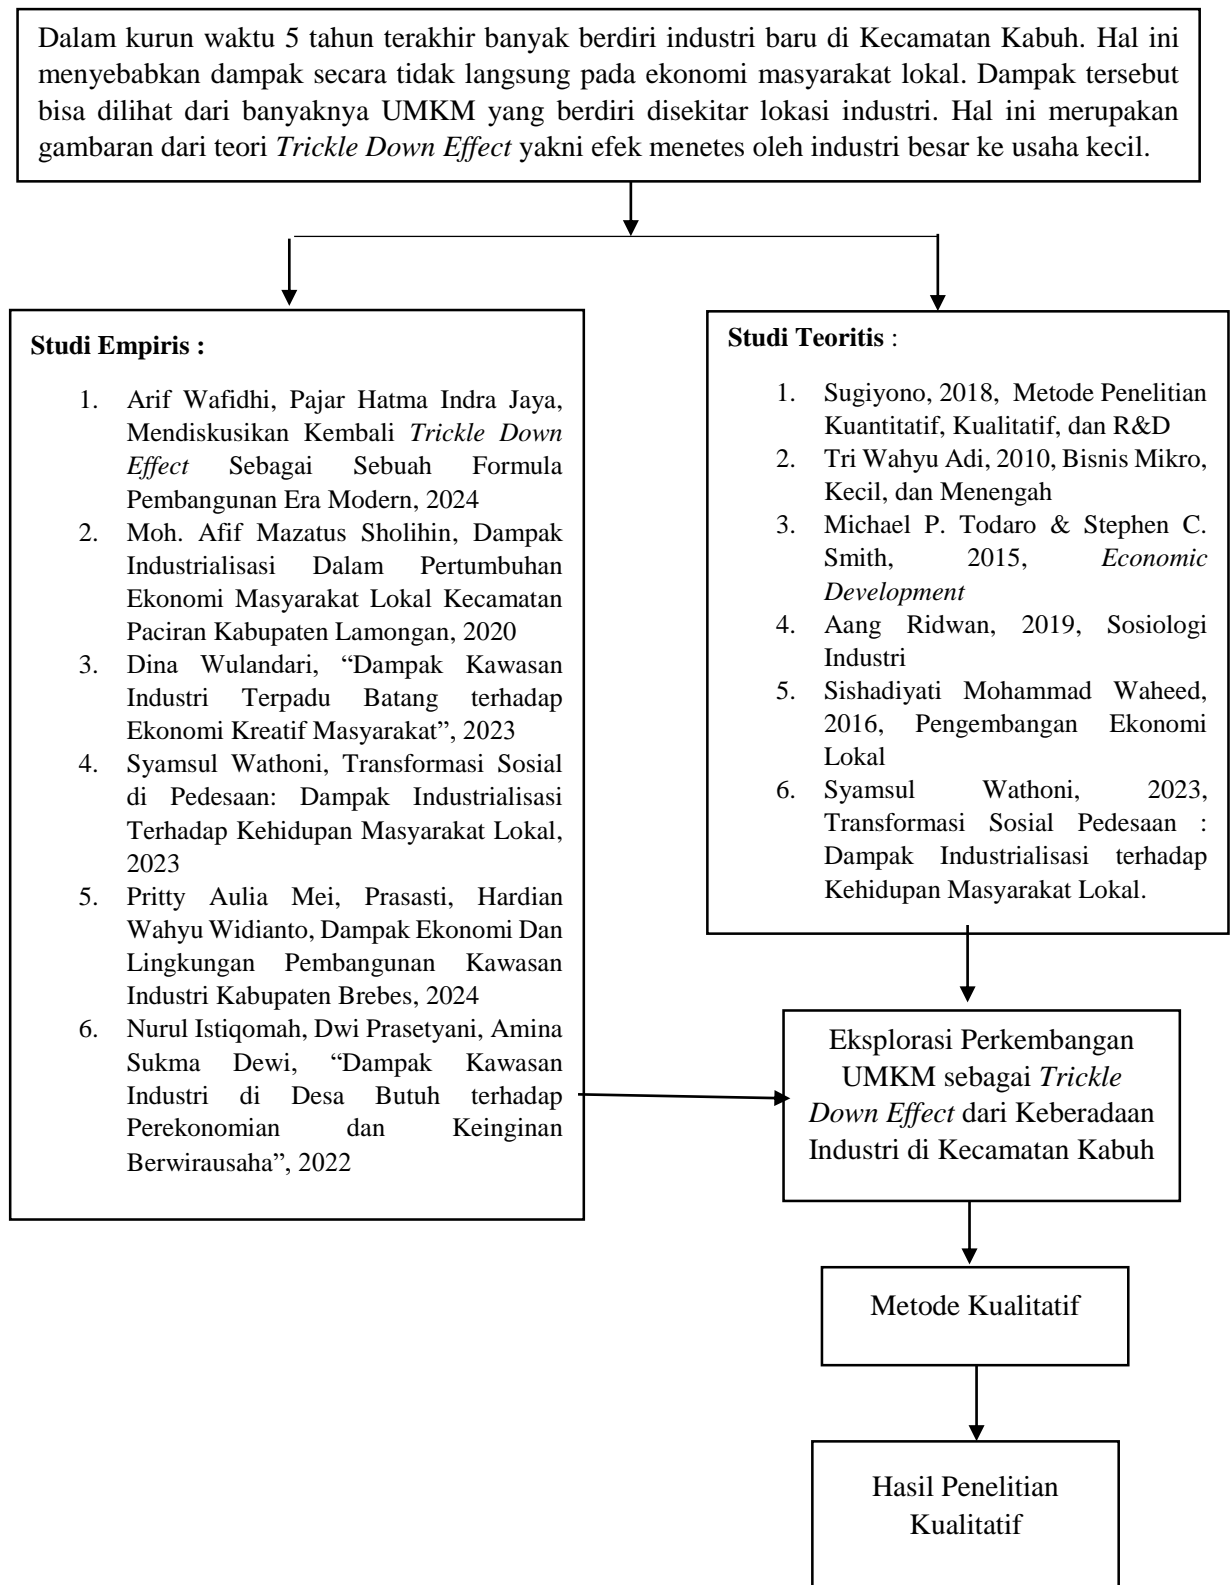 Dalam kurun waktu 5 tahun terakhir banyak berdiri industri baru di Kecamatan Kabuh. Hal ini
menyebabkan dampak secara tidak langsung pada ekonomi masyarakat lokal. Dampak tersebut
bisa dilihat dari banyaknya UMKM yang berdiri disekitar lokasi industri. Hal ini merupakan
gambaran dari teori Trickle Down Effect yakni efek menetes oleh industri besar ke usaha kecil.
Studi Empiris :
1. Arif Wafidhi, Pajar Hatma Indra Jaya,
Mendiskusikan Kembali Trickle Down
Effect Sebagai Sebuah Formula
Pembangunan Era Modern, 2024
2. Moh. Afif Mazatus Sholihin, Dampak
Industrialisasi Dalam Pertumbuhan
Ekonomi Masyarakat Lokal Kecamatan
Paciran Kabupaten Lamongan, 2020
3. Dina Wulandari, “Dampak Kawasan
Industri Terpadu Batang terhadap
Ekonomi Kreatif Masyarakat”, 2023
4. Syamsul Wathoni, Transformasi Sosial
di Pedesaan: Dampak Industrialisasi
Terhadap Kehidupan Masyarakat Lokal,
2023
5. Pritty Aulia Mei, Prasasti, Hardian
Wahyu Widianto, Dampak Ekonomi Dan
Lingkungan Pembangunan Kawasan
Industri Kabupaten Brebes, 2024
6. Nurul Istiqomah, Dwi Prasetyani, Amina
Sukma Dewi, “Dampak Kawasan
Industri di Desa Butuh terhadap
Perekonomian dan Keinginan
Berwirausaha”, 2022
Studi Teoritis :
1. Sugiyono, 2018, Metode Penelitian
Kuantitatif, Kualitatif, dan R&D
2. Tri Wahyu Adi, 2010, Bisnis Mikro,
Kecil, dan Menengah
3. Michael P. Todaro & Stephen C.
Smith, 2015, Economic
Development
4. Aang Ridwan, 2019, Sosiologi
Industri
5. Sishadiyati Mohammad Waheed,
2016, Pengembangan Ekonomi
Lokal
6. Syamsul Wathoni, 2023,
Transformasi Sosial Pedesaan :
Dampak Industrialisasi terhadap
Kehidupan Masyarakat Lokal.
Eksplorasi Perkembangan
UMKM sebagai Trickle
Down Effect dari Keberadaan
Industri di Kecamatan Kabuh
Metode Kualitatif
Hasil Penelitian
Kualitatif